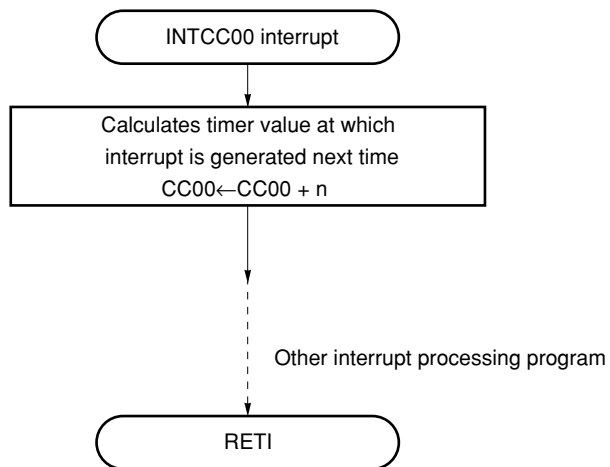 INTCC00 interrupt
Calculates timer value at which
interrupt is generated next time
CC00←CC00 + n
Other interrupt processing program
RETI